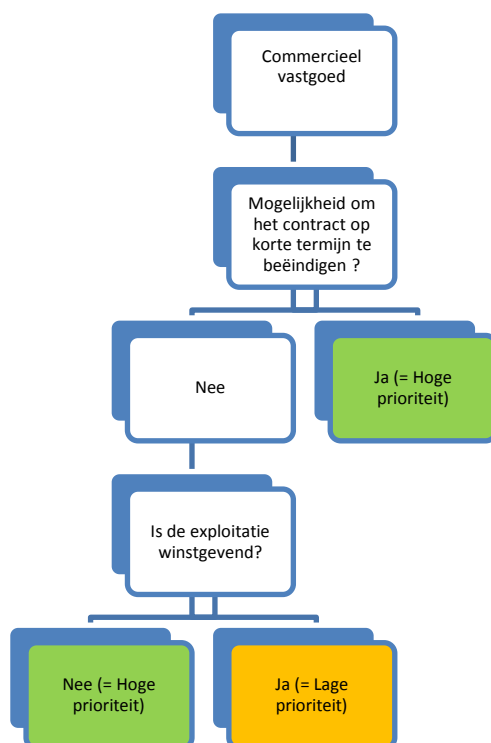 Commercieel
vastgoed
Mogelijkheid om
het contract op
korte termijn te
beëindigen ?
Nee
Ja (= Hoge
prioriteit)
Is de exploitatie
winstgevend?
Nee (= Hoge
prioriteit)
Ja (= Lage
prioriteit)